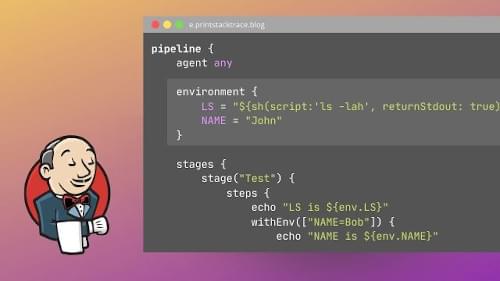 e.printstacktrace.blog
pipeline {
agent any
environment {
LS = "${sh(script:'ls -lah', returnStdout: true)
NAME = "John"
}
stages {
stage("Test") {
steps {
echo "LS is ${env.LS}"
withEnv(["NAME=Bob"]) {
echo "NAME is ${env.NAME}"